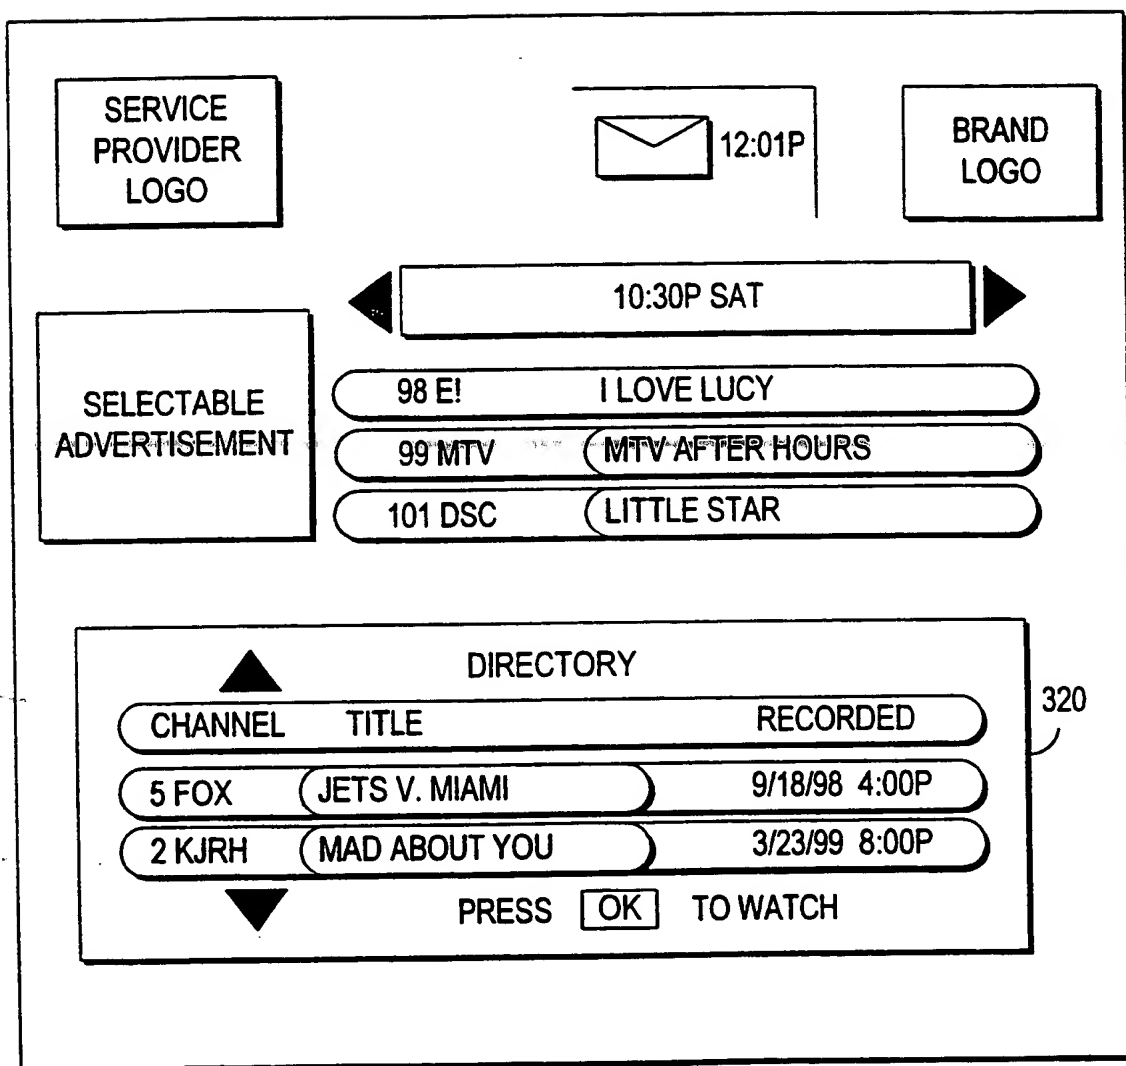 SERVICE
PROVIDER
LOGO
12:01P
BRAND
LOGO
10:30P SAT
SELECTABLE
ADVERTISEMENT
98 E! I LOVE LUCY
99 MTV MTV AFTER HOURS
101 DSC LITTLE STAR
DIRECTORY
CHANNEL TITLE RECORDED
5 FOX JETS V. MIAMI 9/18/98 4:00P
2 KJRH MAD ABOUT YOU 3/23/99 8:00P
PRESS OK TO WATCH
320